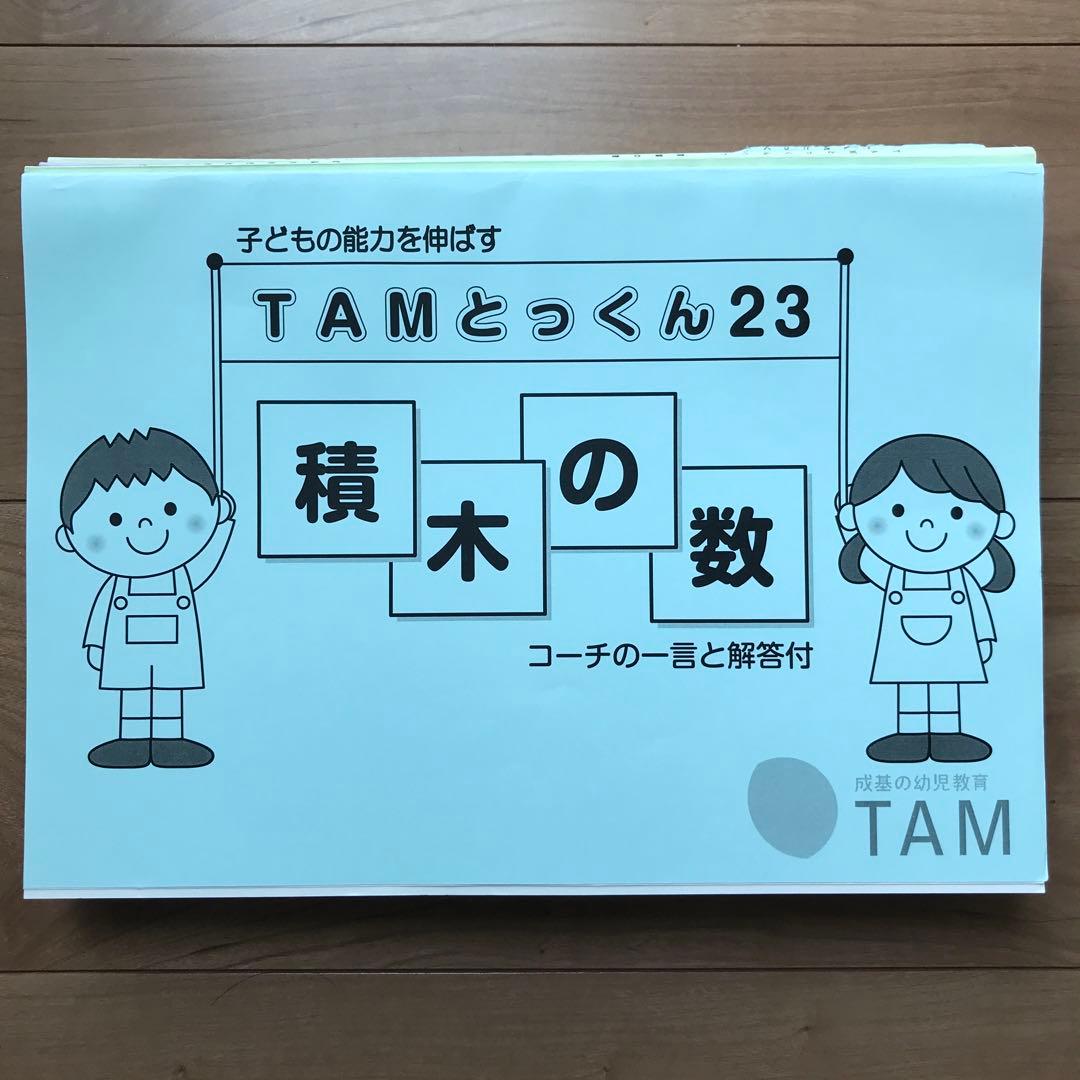 子どもの能力を伸ばす
TAMとっくん23
積木の数
コーチの一言と解答付
成基の幼児教育
TAM